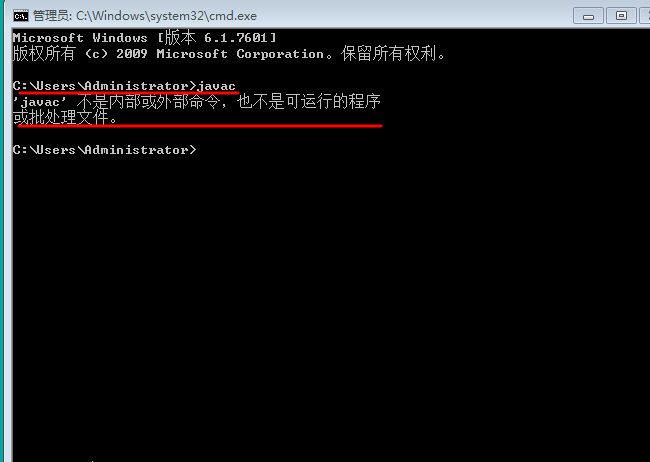 管理员: C:\Windows\system32\cmd.exe
Microsoft Windows [版本 6.1.7601]
版权所有 (c) 2009 Microsoft Corporation。保留所有权利。
C:\Users\Administrator>javac
'javac' 不是内部或外部命令，也不是可运行的程序
或批处理文件。
C:\Users\Administrator>